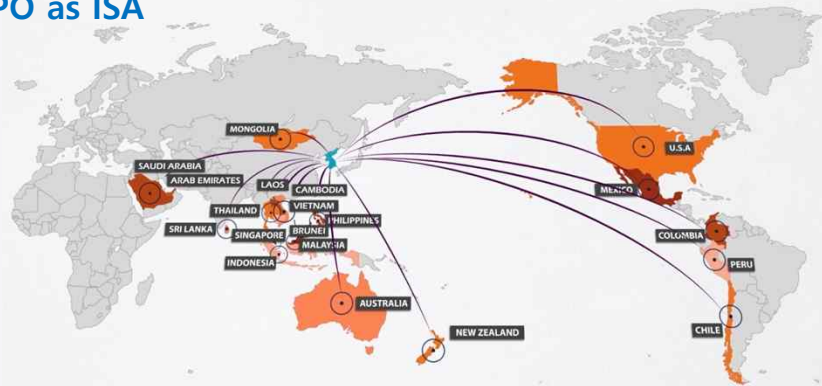 PO as ISA
MONGOLIA
SAUDI ARABIA
ARAB EMIRATES
LAOS
CAMBODIA
THAILAND
VIETNAM
PHILIPPINES
SRI LANKA
SINGAPORE
BRUNEI
MALAYSIA
INDONESIA
AUSTRALIA
NEW ZEALAND
U.S.A
MEXICO
COLOMBIA
PERU
CHILE